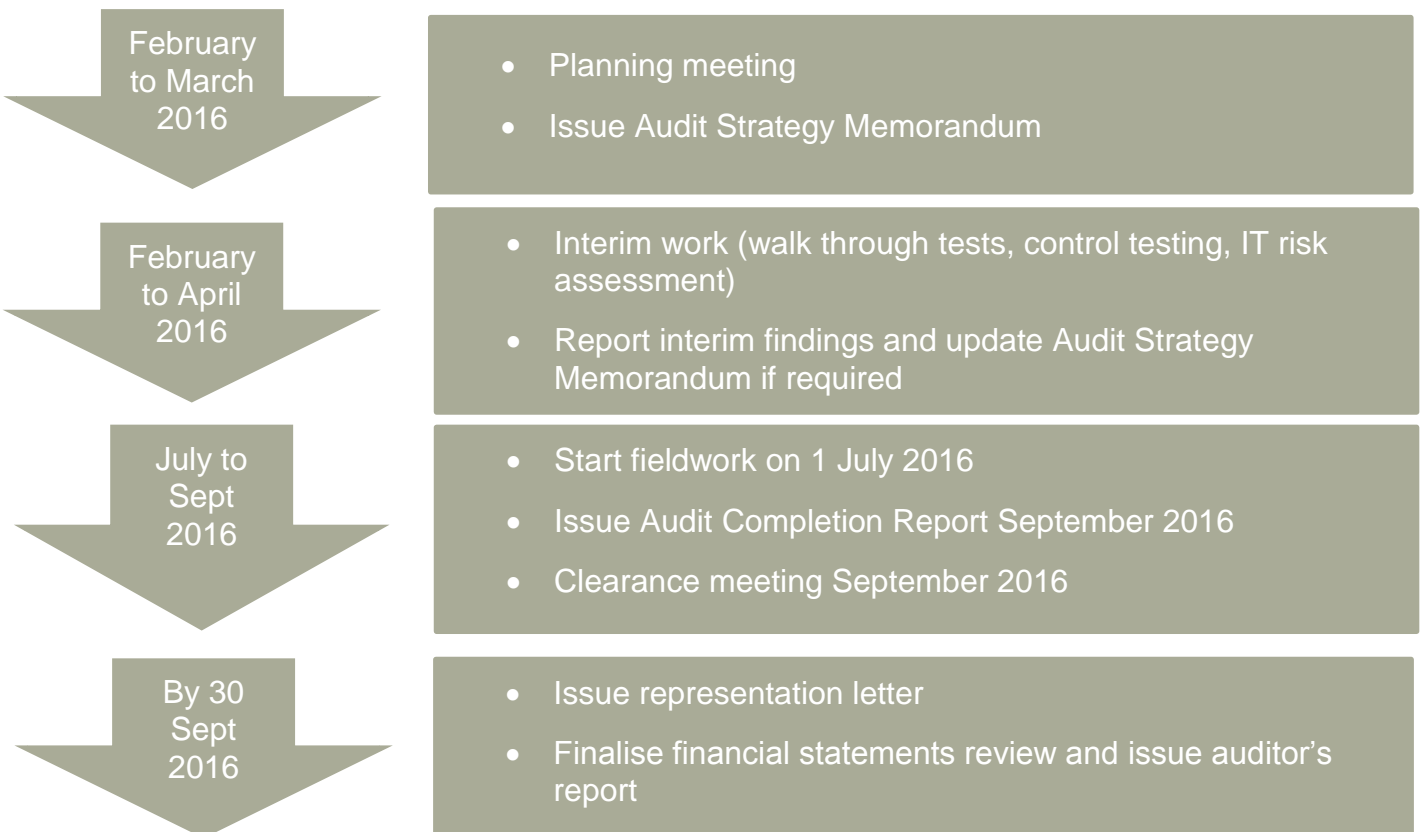 February
to March
2016
• Planning meeting
• Issue Audit Strategy Memorandum
February
to April
2016
• Interim work (walk through tests, control testing, IT risk
assessment)
• Report interim findings and update Audit Strategy
Memorandum if required
July to
Sept
2016
• Start fieldwork on 1 July 2016
• Issue Audit Completion Report September 2016
• Clearance meeting September 2016
By 30
Sept
2016
• Issue representation letter
• Finalise financial statements review and issue auditor’s
report